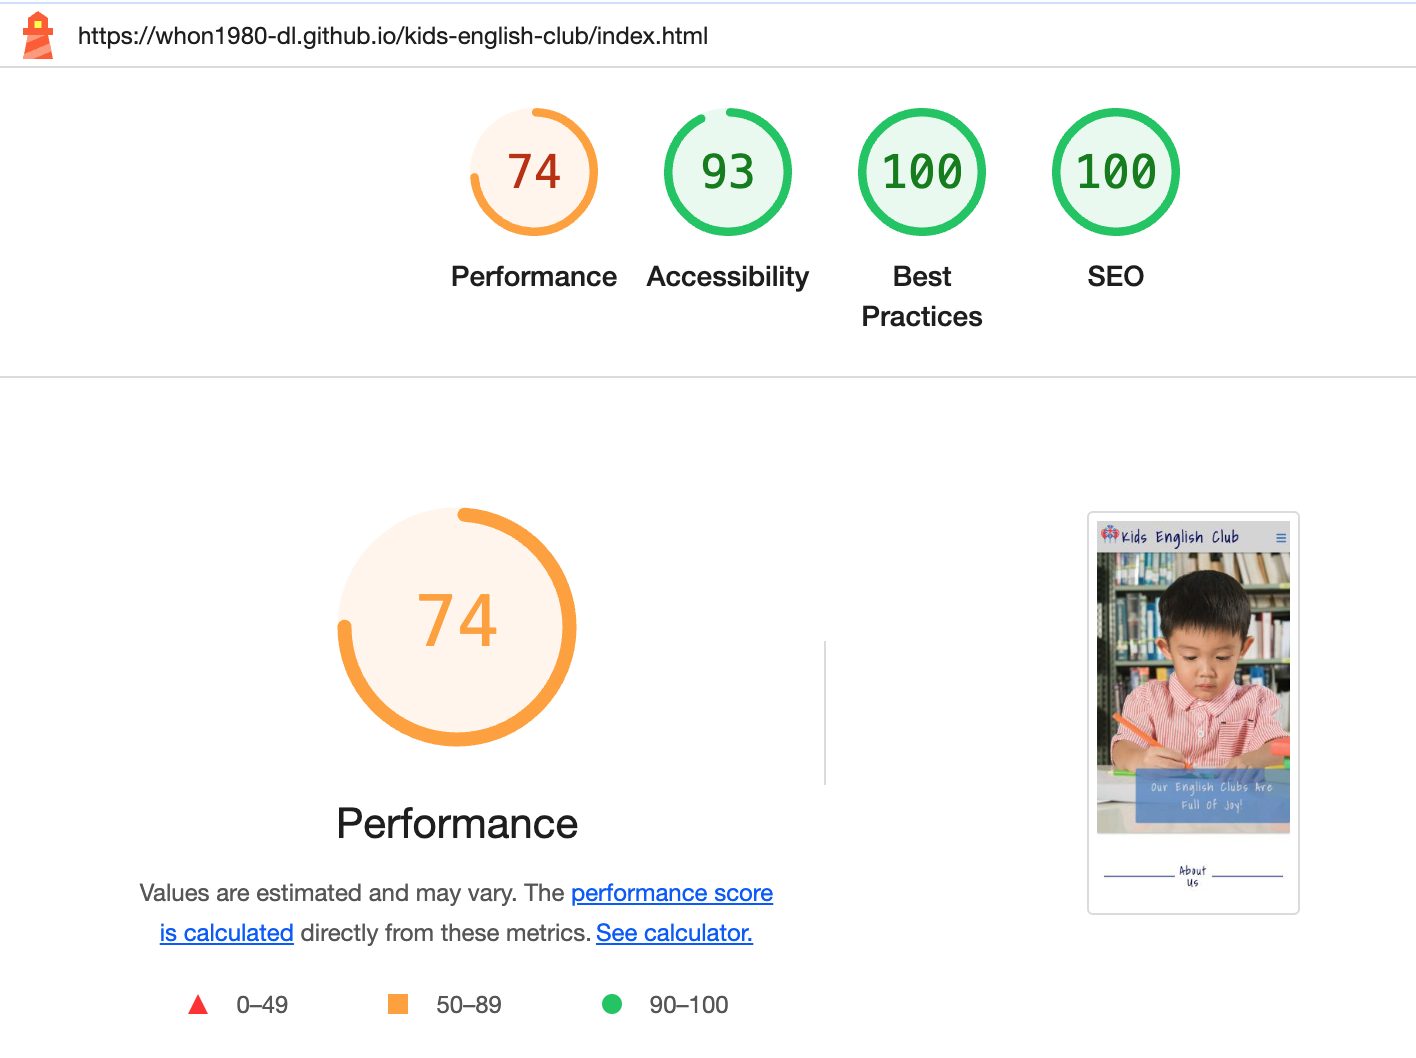 https://whon1980-dl.github.io/kids-english-club/index.html
74
93
100
100
Performance
Accessibility
Best
Practices
SEO
74
Performance
Values are estimated and may vary. The performance score
is calculated directly from these metrics. See calculator.
0–49
50–89
90–100
Kids English Club
Our English Clubs Are
Full Of Joy!
About
Us